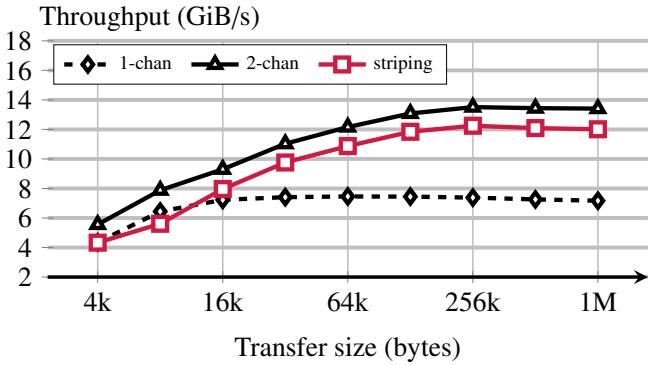 Throughput (GiB/s)
18
16
14
12
10
8
6
4
2
1-chan 2-chan striping
4k 16k 64k 256k 1M
Transfer size (bytes)